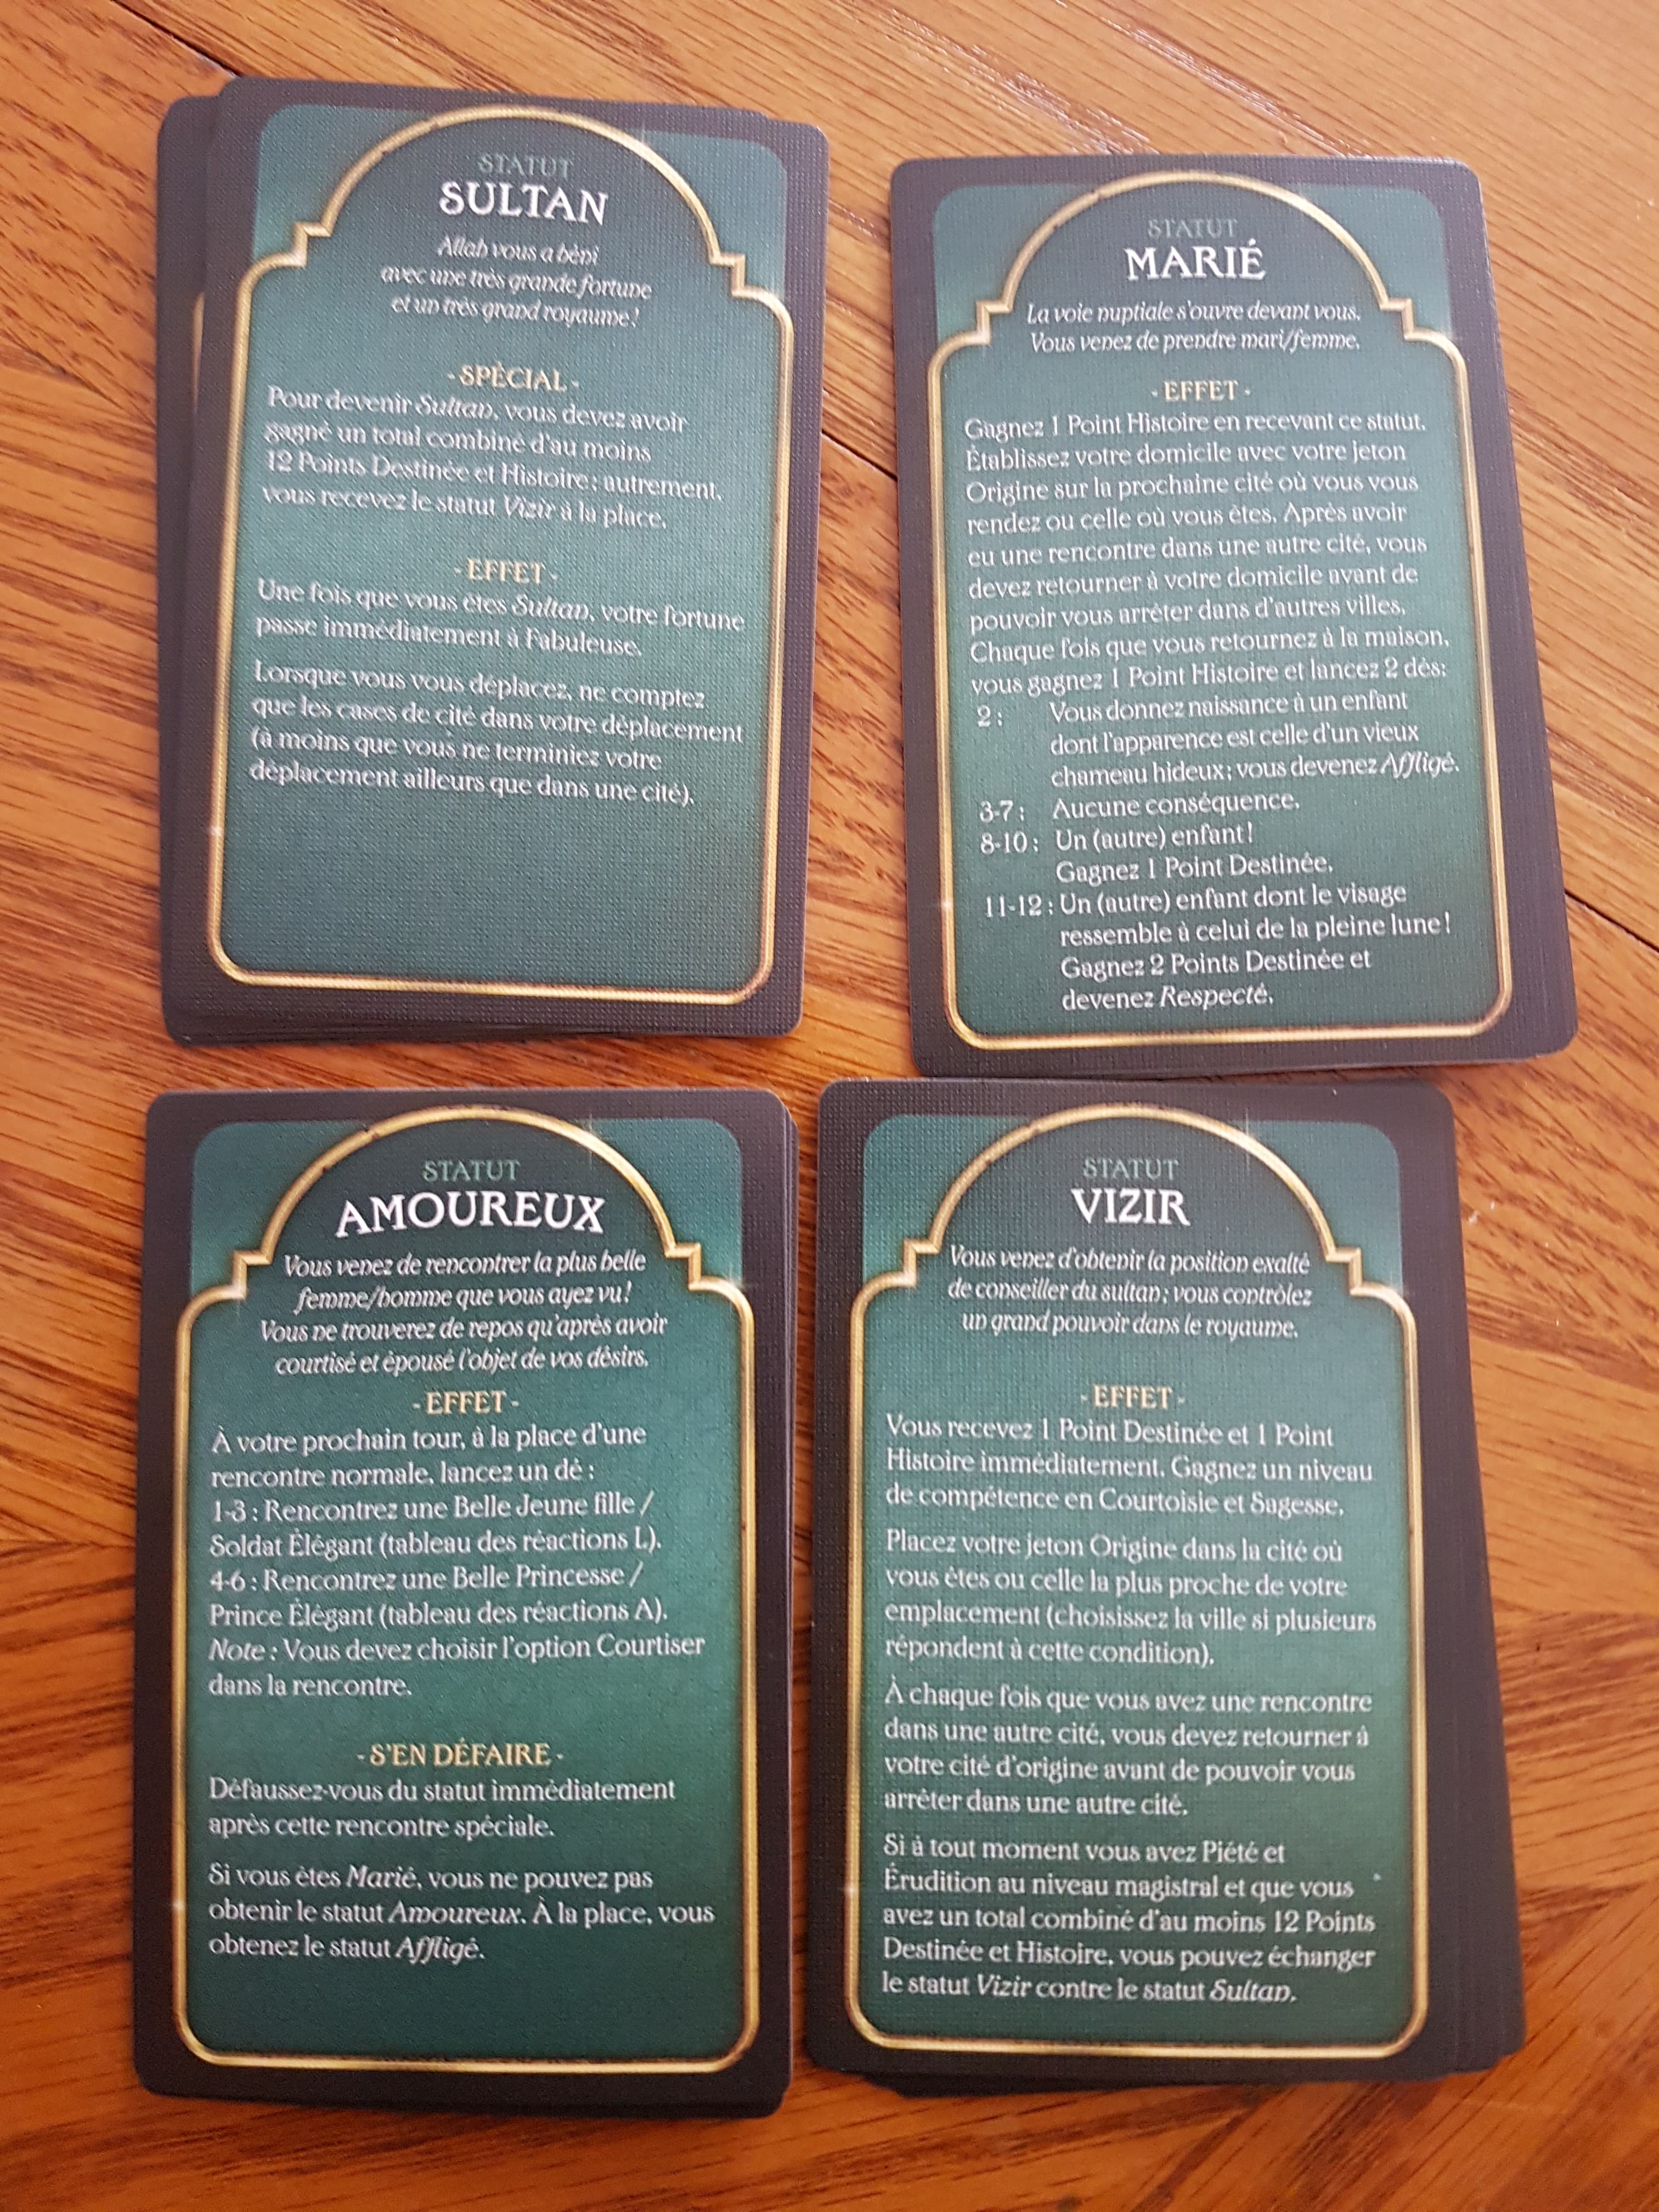 STATUT
SULTAN
Allah vous a béni
avec une très grande fortune
et un très grand royaume !
- SPÉCIAL -
Pour devenir Sultan, vous devez avoir
gagné un total combiné d'au moins
12 Points Destinée et Histoire ; autrement,
vous recevez le statut Vizir à la place.
- EFFET -
Une fois que vous êtes Sultan, votre fortune
passe immédiatement à Fabuleuse.
Lorsque vous vous déplacez, ne comptez
que les cases de cité dans votre déplacement
(à moins que vous ne terminiez votre
déplacement ailleurs que dans une cité).
STATUT
MARIÉ
La voie nuptiale s'ouvre devant vous.
Vous venez de prendre mari/femme.
- EFFET -
Gagnez 1 Point Histoire en recevant ce statut.
Établissez votre domicile avec votre jeton
Origine sur la prochaine cité où vous vous
rendez ou celle où vous êtes. Après avoir
eu une rencontre dans une autre cité, vous
devez retourner à votre domicile avant de
pouvoir vous arrêter dans d'autres villes.
Chaque fois que vous retournez à la maison,
vous gagnez 1 Point Histoire et lancez 2 dés:
2 : Vous donnez naissance à un enfant
dont l'apparence est celle d'un vieux
chameau hideux ; vous devenez Affligé.
3-7 : Aucune conséquence.
8-10 : Un (autre) enfant !
Gagnez 1 Point Destinée.
11-12 : Un (autre) enfant dont le visage
ressemble à celui de la pleine lune !
Gagnez 2 Points Destinée et
devenez Respecté.
STATUT
AMOUREUX
Vous venez de rencontrer la plus belle
femme/homme que vous ayez vu !
Vous ne trouverez de repos qu'après avoir
courtisé et épousé l'objet de vos désirs.
- EFFET -
À votre prochain tour, à la place d'une
rencontre normale, lancez un dé :
1-3 : Rencontrez une Belle Jeune fille /
Soldat Élégant (tableau des réactions L).
4-6 : Rencontrez une Belle Princesse /
Prince Élégant (tableau des réactions A).
Note : Vous devez choisir l'option Courtiser
dans la rencontre.
- S'EN DÉFAIRE -
Défaussez-vous du statut immédiatement
après cette rencontre spéciale.
Si vous êtes Marié, vous ne pouvez pas
obtenir le statut Amoureux. À la place, vous
obtenez le statut Affligé.
STATUT
VIZIR
Vous venez d'obtenir la position exalté
de conseiller du sultan ; vous contrôlez
un grand pouvoir dans le royaume.
- EFFET -
Vous recevez 1 Point Destinée et 1 Point
Histoire immédiatement. Gagnez un niveau
de compétence en Courtoisie et Sagesse.
Placez votre jeton Origine dans la cité où
vous êtes ou celle la plus proche de votre
emplacement (choisissez la ville si plusieurs
répondent à cette condition).
À chaque fois que vous avez une rencontre
dans une autre cité, vous devez retourner à
votre cité d'origine avant de pouvoir vous
arrêter dans une autre cité.
Si à tout moment vous avez Piété et
Érudition au niveau magistral et que vous
avez un total combiné d'au moins 12 Points
Destinée et Histoire, vous pouvez échanger
le statut Vizir contre le statut Sultan.